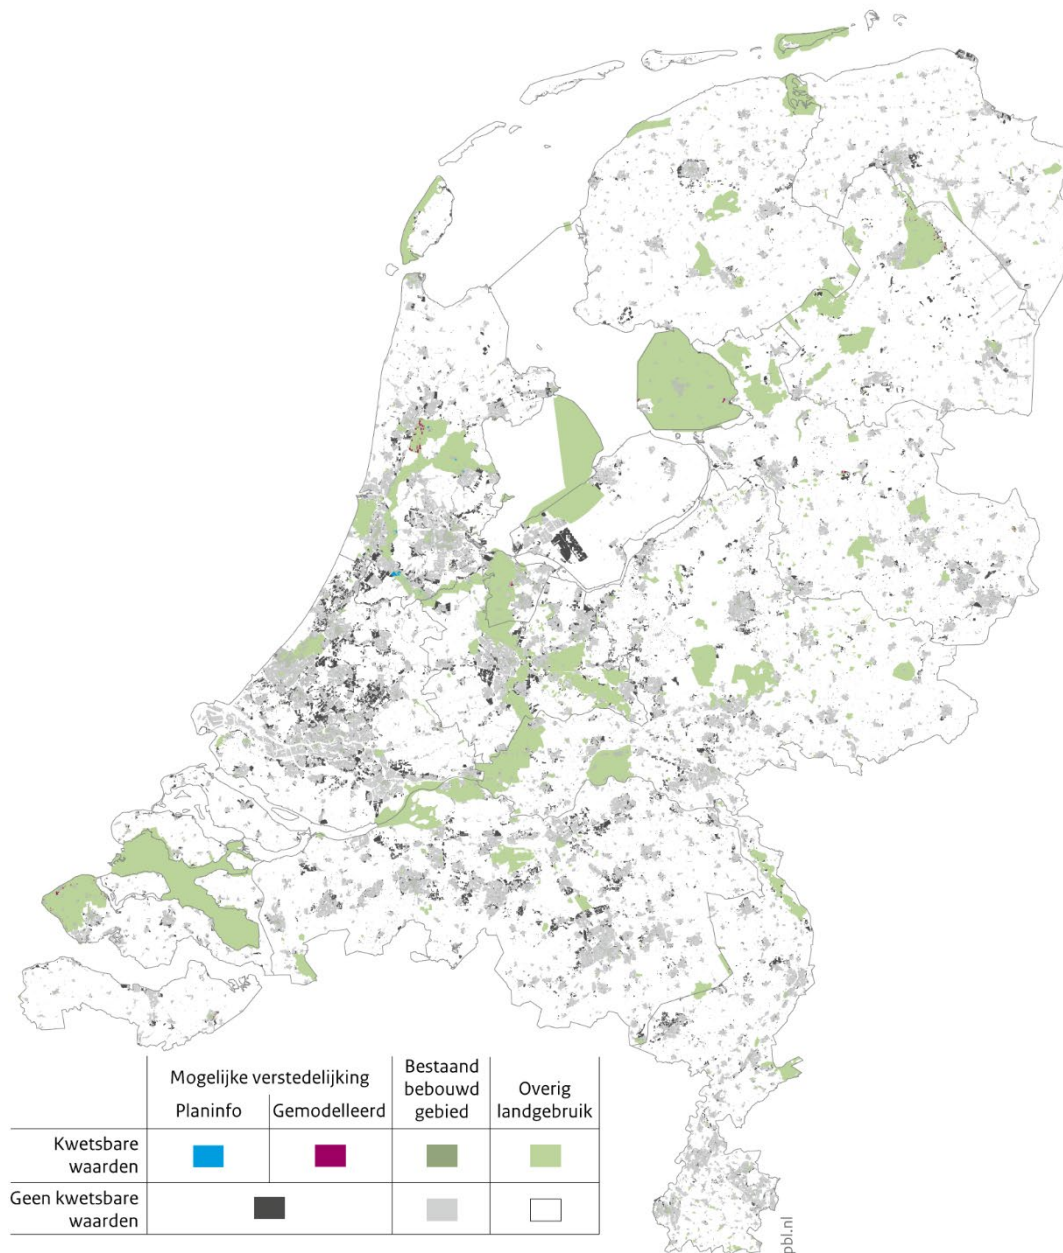 Mogelijke verstedelijking
Bestaand
bebouwd
gebied
Overig
landgebruik
Planinfo
Gemodelleerd
Kwetsbare
waarden
Geen kwetsbare
waarden
pbl.nl